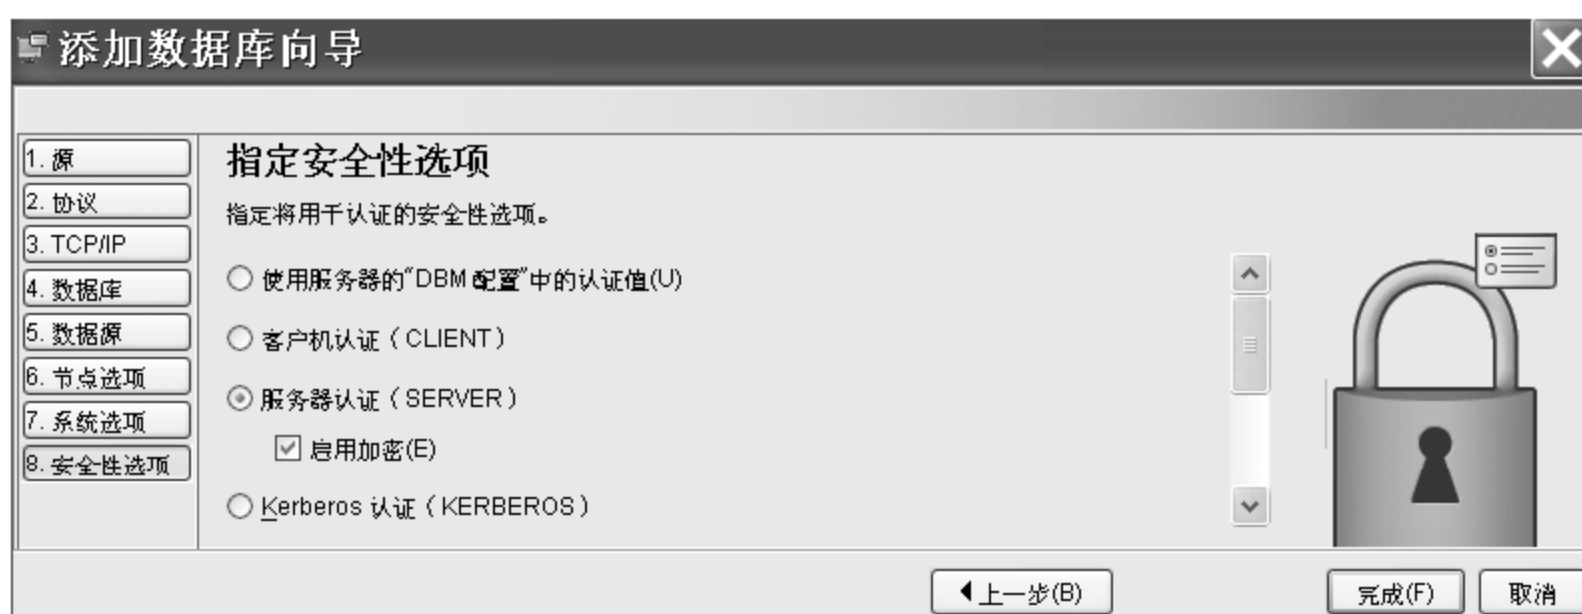 添加数据库向导
1. 源
2. 协议
3. TCP/IP
4. 数据库
5. 数据源
6. 节点选项
7. 系统选项
8. 安全性选项
指定安全性选项
指定将用于认证的安全性选项。
使用服务器的“DBM 配置”中的认证值(U)
客户机认证（CLIENT）
服务器认证（SERVER）
启用加密(E)
Kerberos 认证（KERBEROS）
上一步(B)
完成(F)
取消